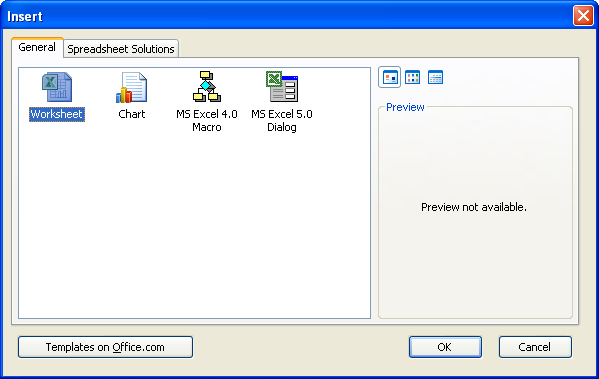 Insert
General
Spreadsheet Solutions
Worksheet
Chart
MS Excel 4.0
Macro
MS Excel 5.0
Dialog
Preview
Preview not available.
Templates on Office.com
OK
Cancel